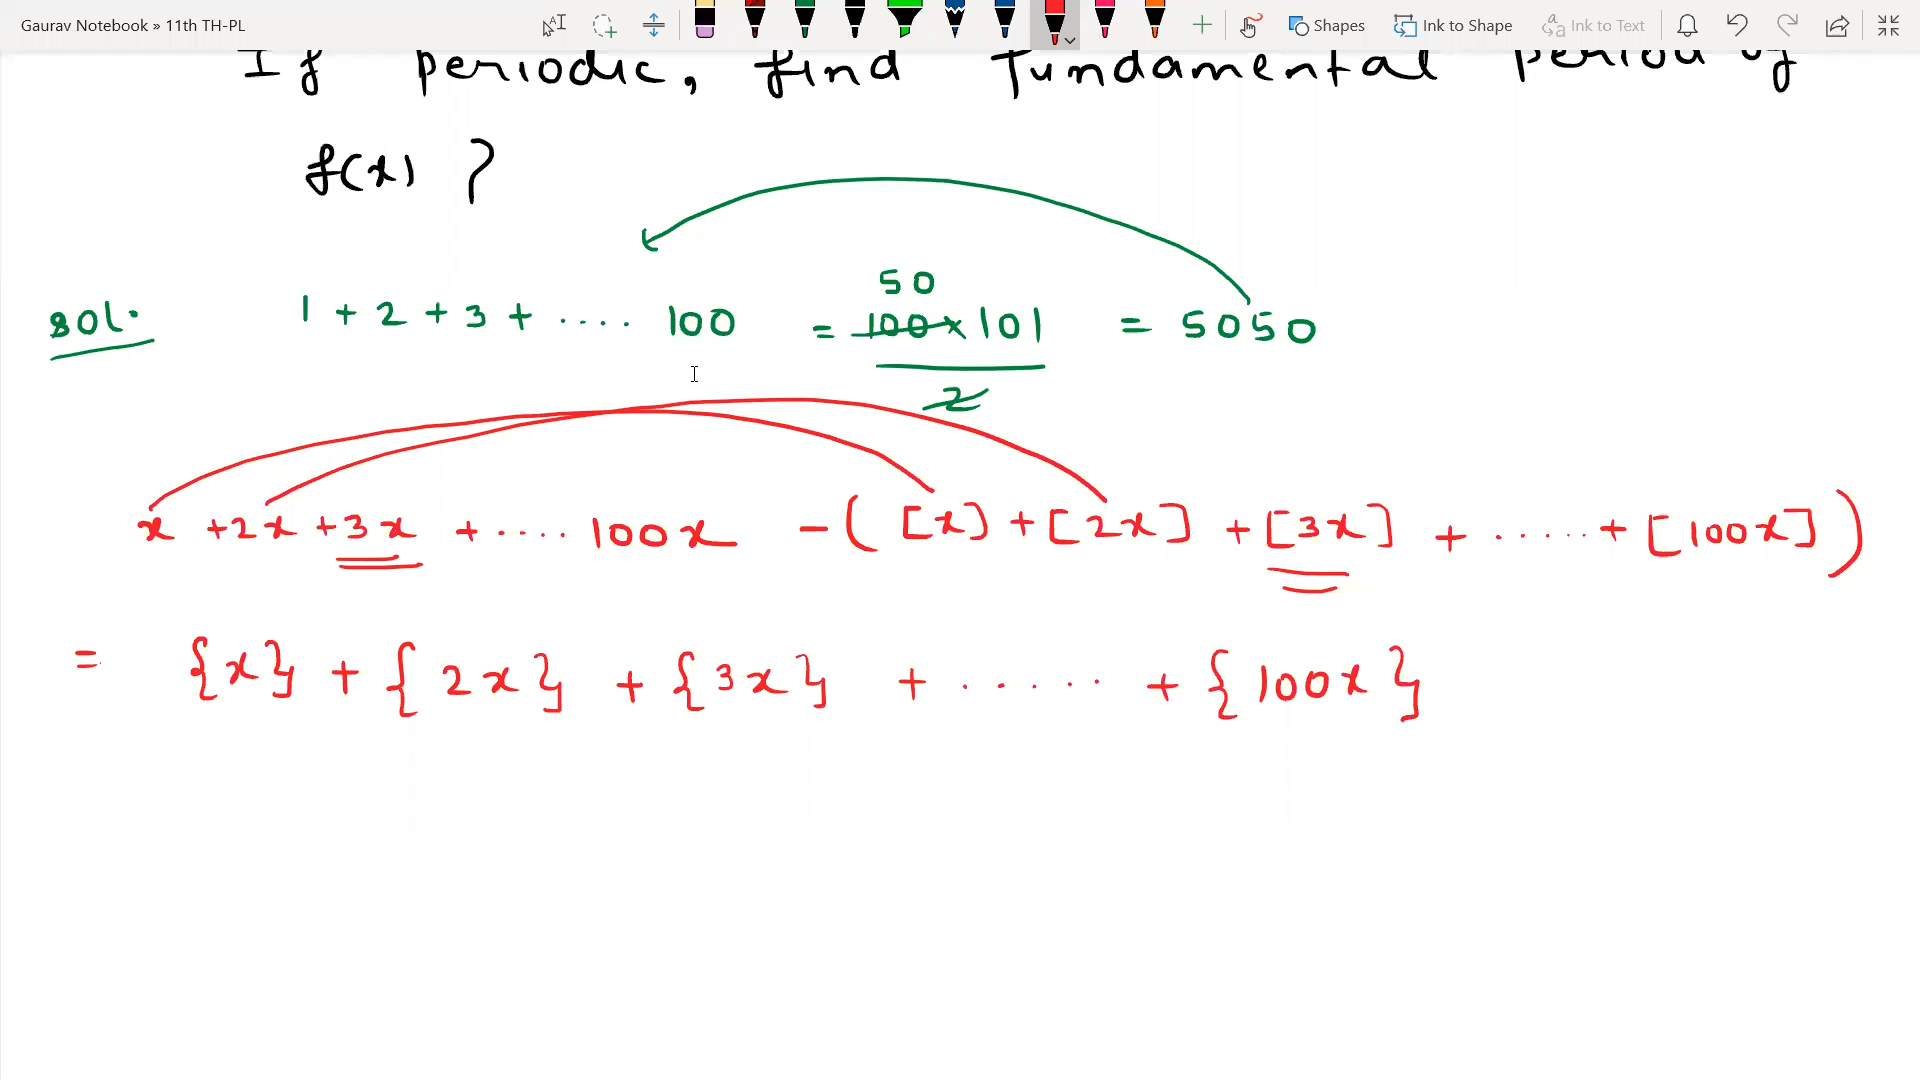 Gaurav Notebook » 11th TH-PL
Shapes
Ink to Shape
Ink to Text
If periodic, find fundamental period of
f(x) ?
sol. 1 + 2 + 3 + .... 100 = 100 x 101 / 2 = 5050
50
x + 2x + 3x + .... 100x - ( [x] + [2x] + [3x] + ..... + [100x] )
= {x} + {2x} + {3x} + ..... + {100x}